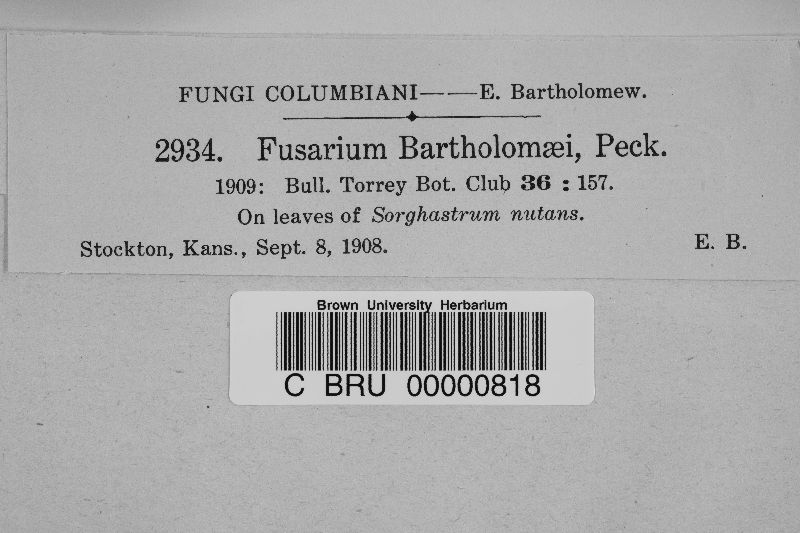 FUNGI COLUMBIANI——E. Bartholomew.
2934. Fusarium Bartholomæi, Peck.
1909: Bull. Torrey Bot. Club 36 : 157.
On leaves of Sorghastrum nutans.
Stockton, Kans., Sept. 8, 1908. E. B.
Brown University Herbarium
C BRU 00000818